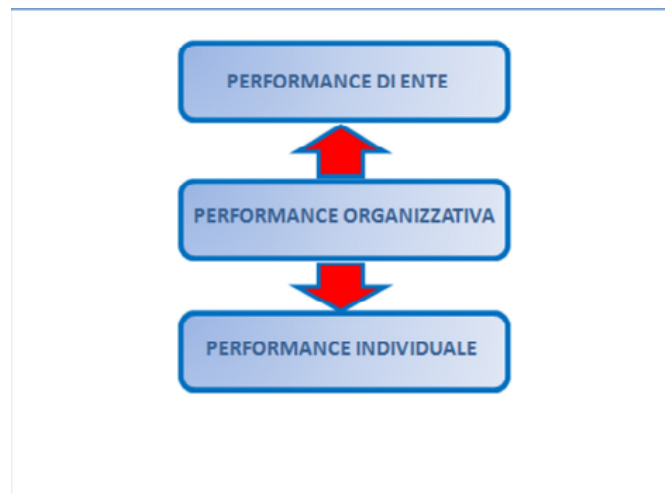 PERFORMANCE DI ENTE
PERFORMANCE ORGANIZZATIVA
PERFORMANCE INDIVIDUALE